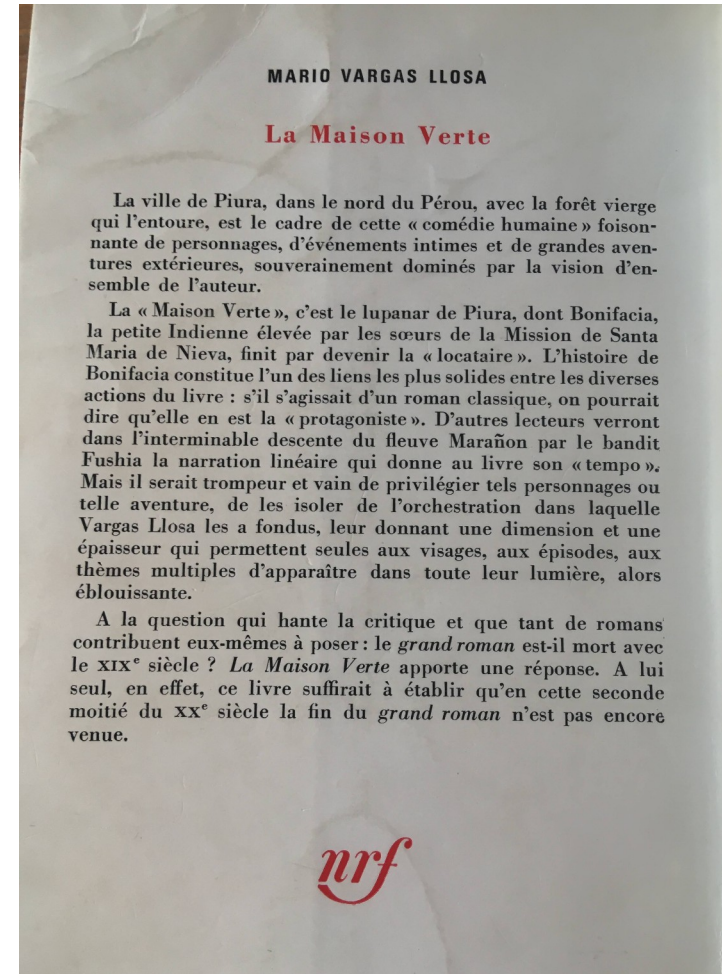 MARIO VARGAS LLOSA
La Maison Verte
La ville de Piura, dans le nord du Pérou, avec la forêt vierge
qui l'entoure, est le cadre de cette « comédie humaine » foison-
nante de personnages, d'événements intimes et de grandes aven-
tures extérieures, souverainement dominés par la vision d'en-
semble de l'auteur.
La « Maison Verte », c'est le lupanar de Piura, dont Bonifacia,
la petite Indienne élevée par les sœurs de la Mission de Santa
Maria de Nieva, finit par devenir la « locataire ». L'histoire de
Bonifacia constitue l'un des liens les plus solides entre les diverses
actions du livre : s'il s'agissait d'un roman classique, on pourrait
dire qu'elle en est la « protagoniste ». D'autres lecteurs verront
dans l'interminable descente du fleuve Marañon par le bandit
Fushia la narration linéaire qui donne au livre son « tempo ».
Mais il serait trompeur et vain de privilégier tels personnages ou
telle aventure, de les isoler de l'orchestration dans laquelle
Vargas Llosa les a fondus, leur donnant une dimension et une
épaisseur qui permettent seules aux visages, aux épisodes, aux
thèmes multiples d'apparaître dans toute leur lumière, alors
éblouissante.
A la question qui hante la critique et que tant de romans
contribuent eux-mêmes à poser : le grand roman est-il mort avec
le XIXe siècle ? La Maison Verte apporte une réponse. A lui
seul, en effet, ce livre suffirait à établir qu'en cette seconde
moitié du XXe siècle la fin du grand roman n'est pas encore
venue.
nrf